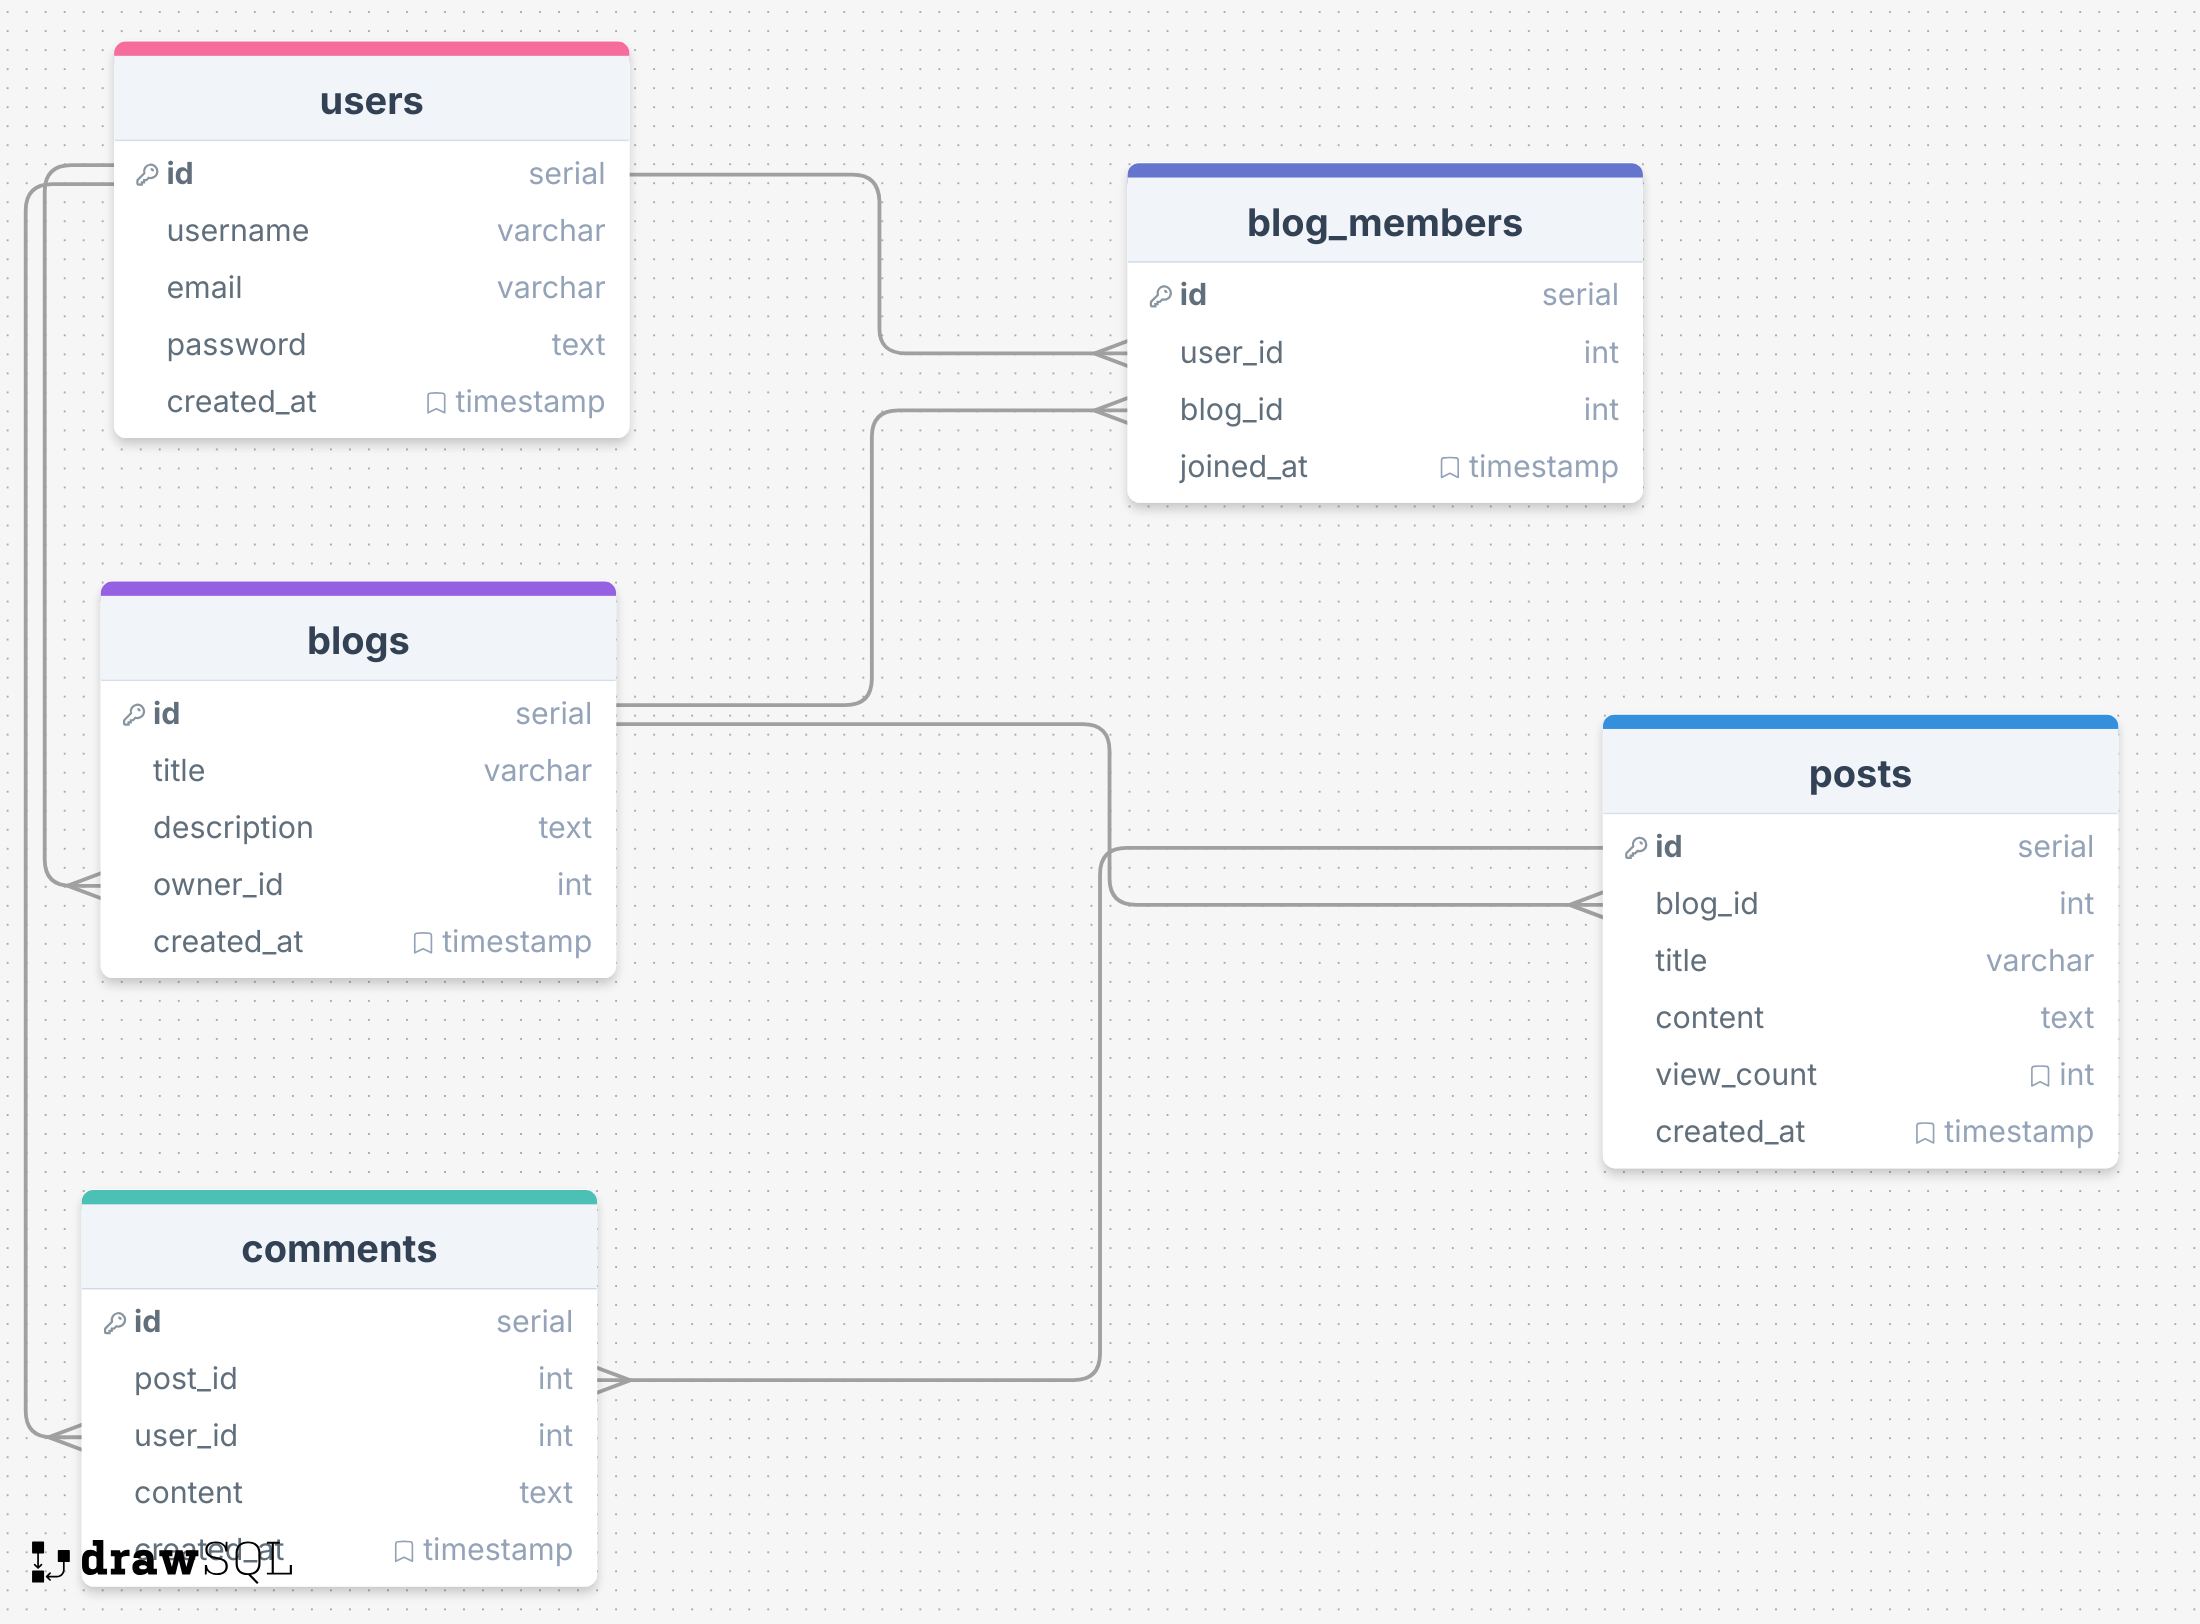 users
id serial
username varchar
email varchar
password text
created_at timestamp
blog_members
id serial
user_id int
blog_id int
joined_at timestamp
blogs
id serial
title varchar
description text
owner_id int
created_at timestamp
posts
id serial
blog_id int
title varchar
content text
view_count int
created_at timestamp
comments
id serial
post_id int
user_id int
content text
created_at timestamp
drawSQL